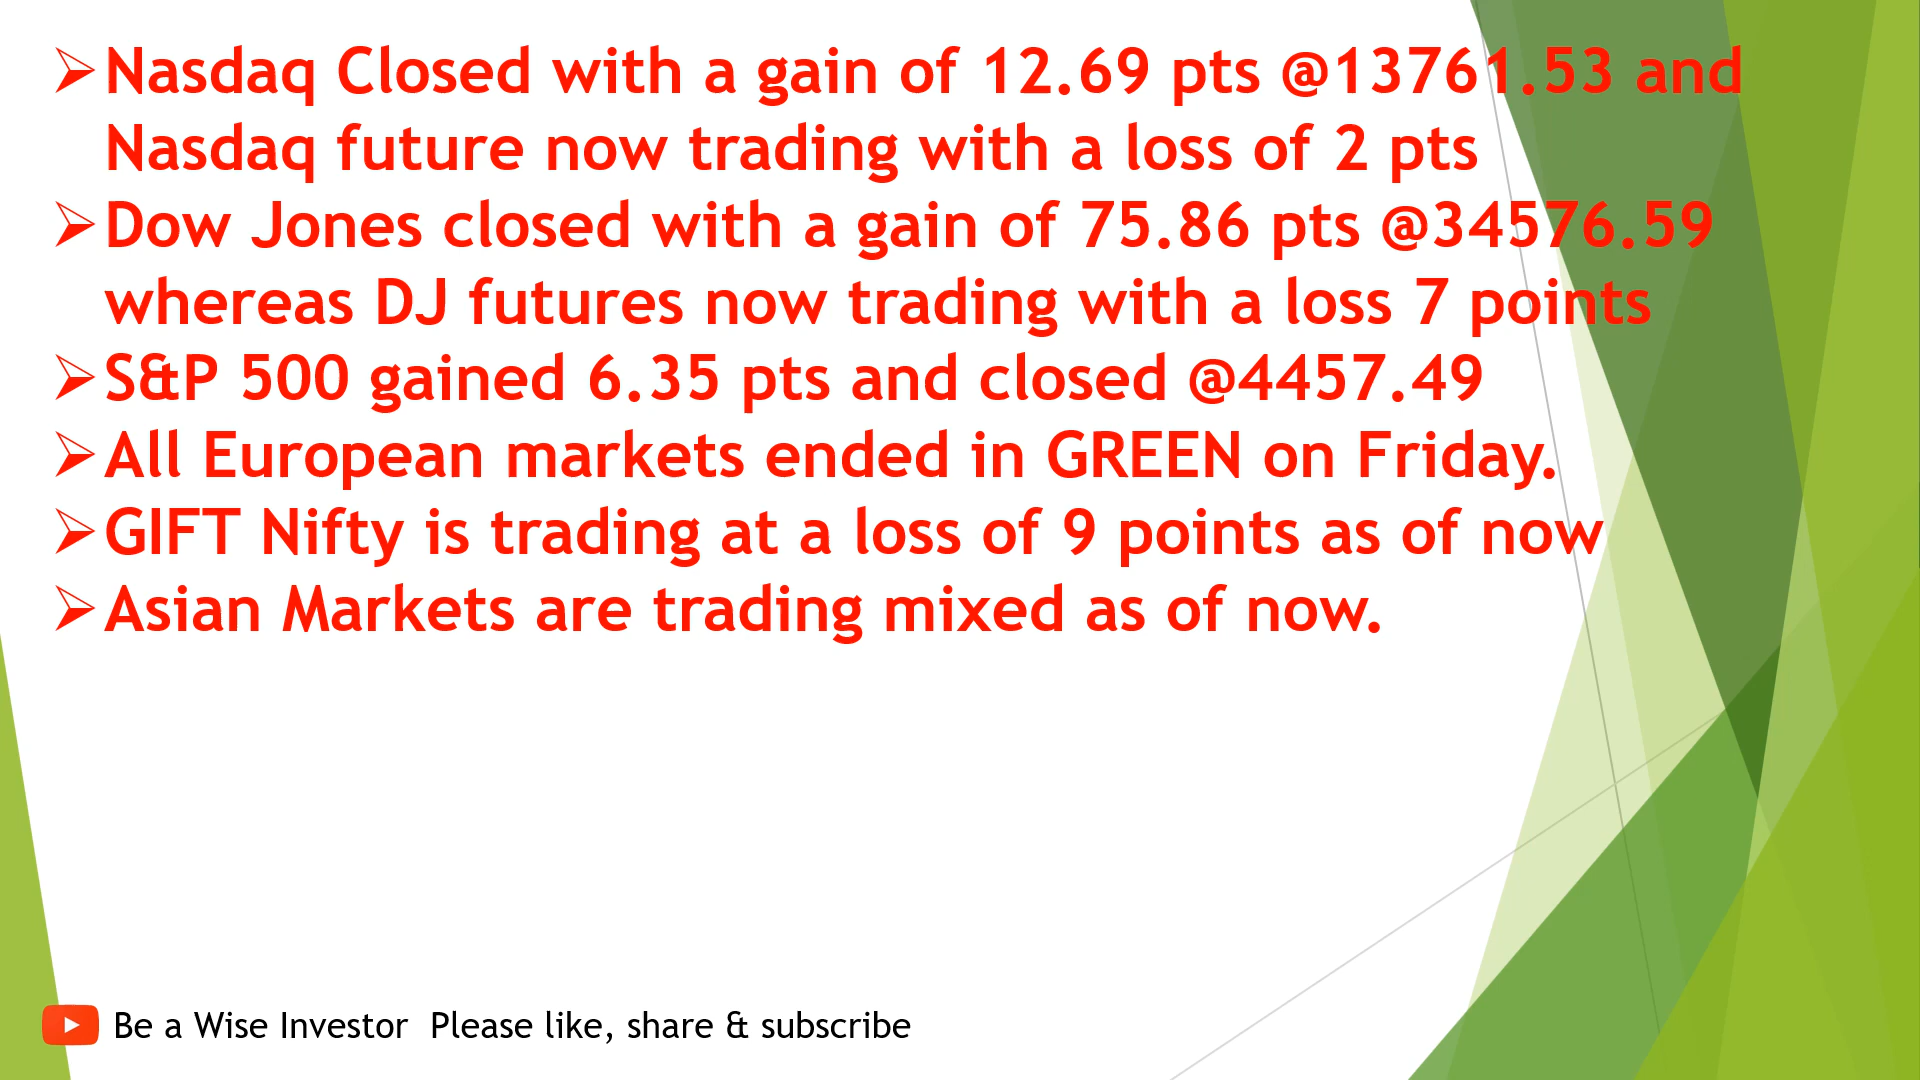 Nasdaq Closed with a gain of 12.69 pts @13761.53 and
Nasdaq future now trading with a loss of 2 pts
Dow Jones closed with a gain of 75.86 pts @34576.59
whereas DJ futures now trading with a loss 7 points
S&P 500 gained 6.35 pts and closed @4457.49
All European markets ended in GREEN on Friday.
GIFT Nifty is trading at a loss of 9 points as of now
Asian Markets are trading mixed as of now.
Be a Wise Investor  Please like, share & subscribe